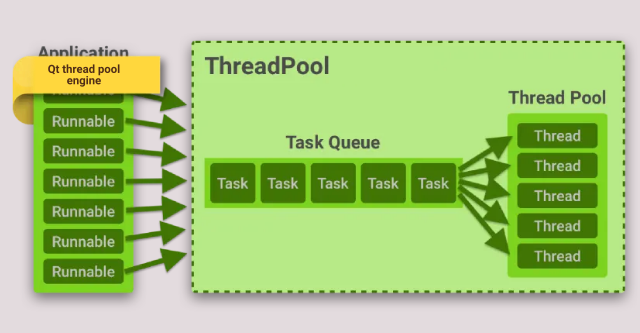 Application
Qt thread pool
engine
Runnable
Runnable
Runnable
Runnable
Runnable
Runnable
Runnable
ThreadPool
Task Queue
Task Task Task Task Task
Thread Pool
Thread
Thread
Thread
Thread
Thread